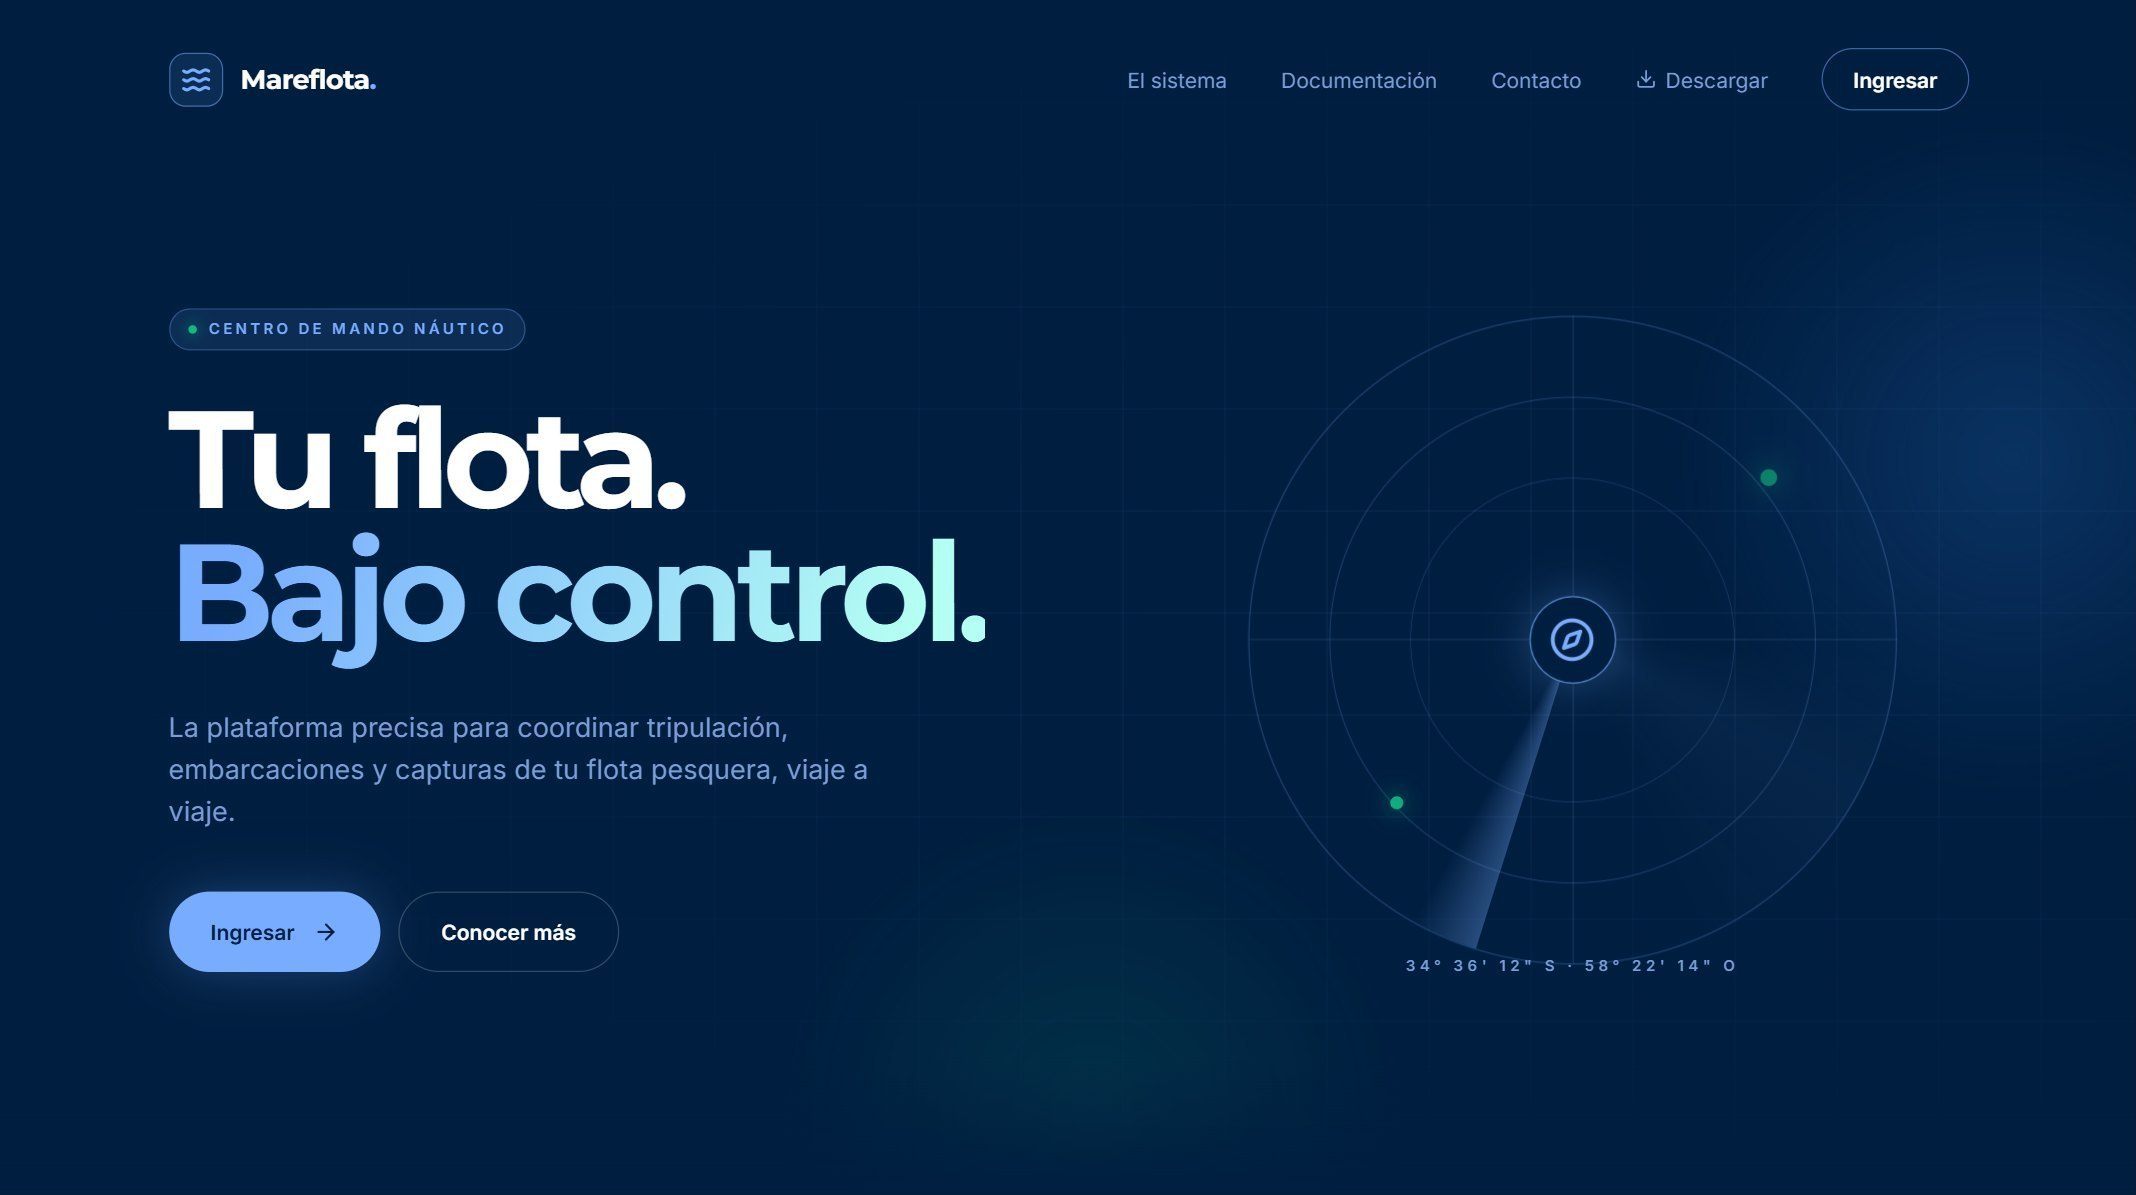 Mareflota.
El sistema
Documentación
Contacto
Descargar
Ingresar
CENTRO DE MANDO NÁUTICO
Tu flota.
Bajo control.
La plataforma precisa para coordinar tripulación,
embarcaciones y capturas de tu flota pesquera, viaje a
viaje.
Ingresar →
Conocer más
34° 36' 12" S · 58° 22' 14" O